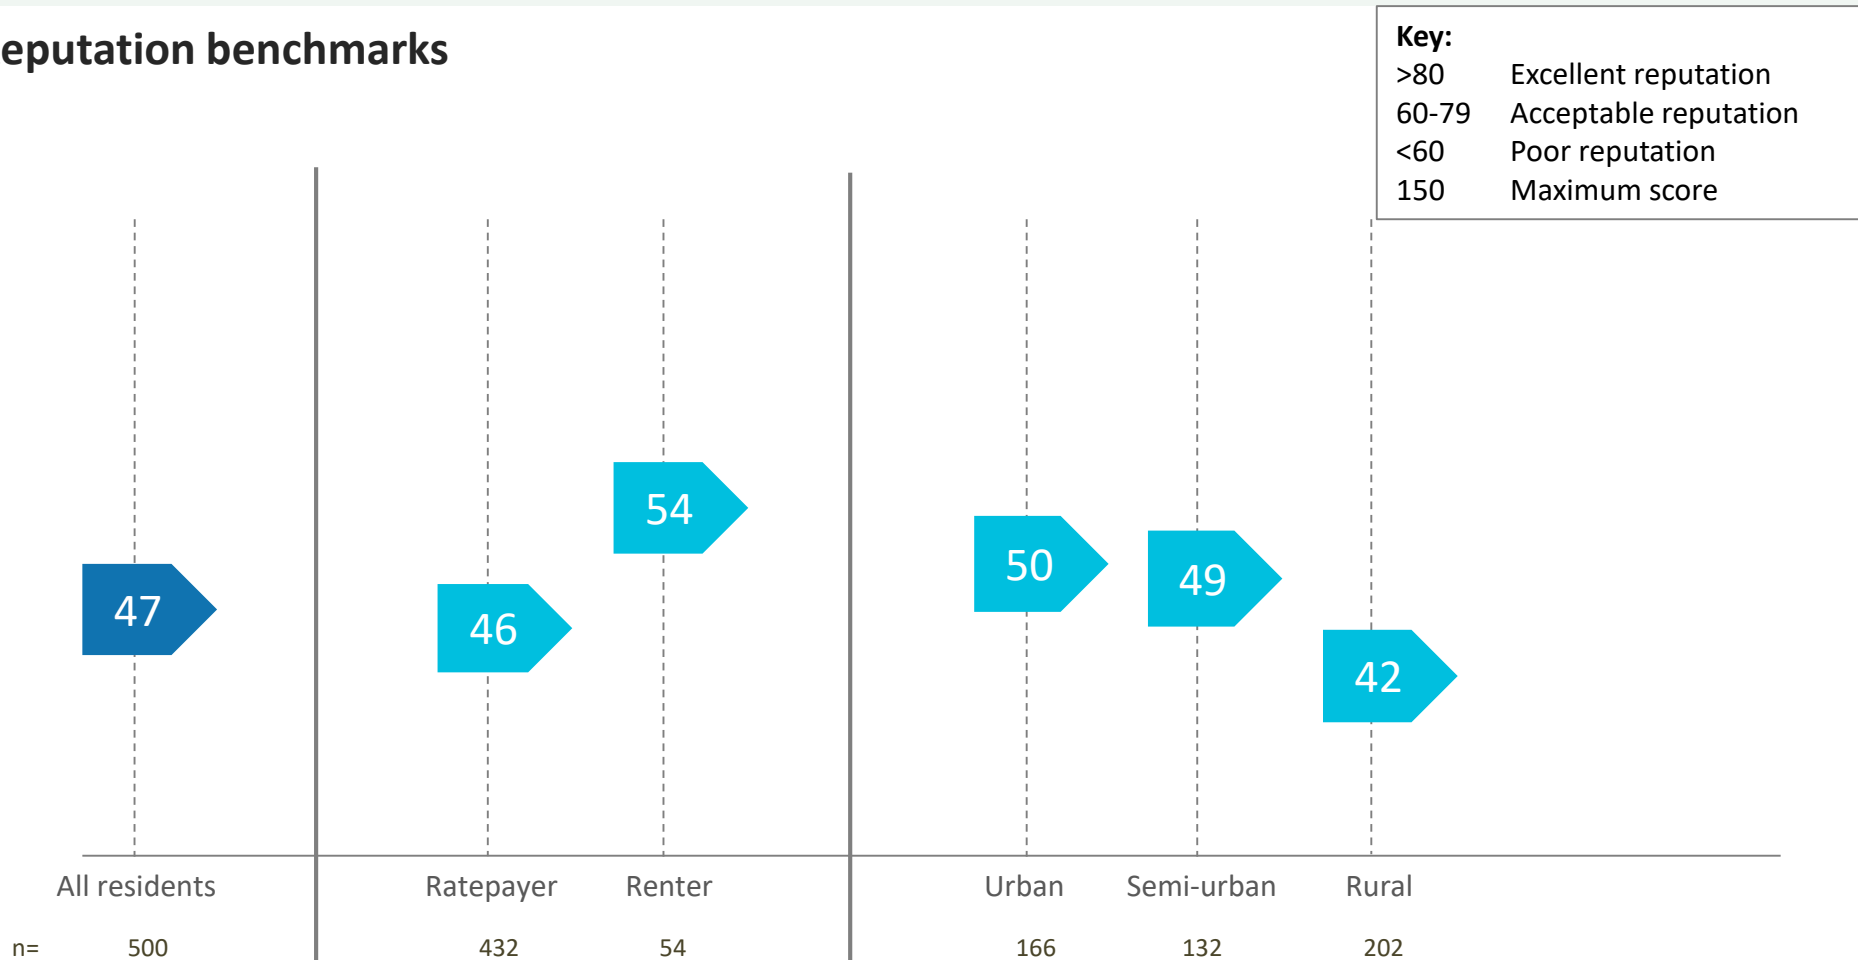 eputation benchmarks
Key:
>80 Excellent reputation
60-79 Acceptable reputation
<60 Poor reputation
150 Maximum score
54
50
49
47
46
42
All residents Ratepayer Renter Urban Semi-urban Rural
n= 500 432 54 166 132 202